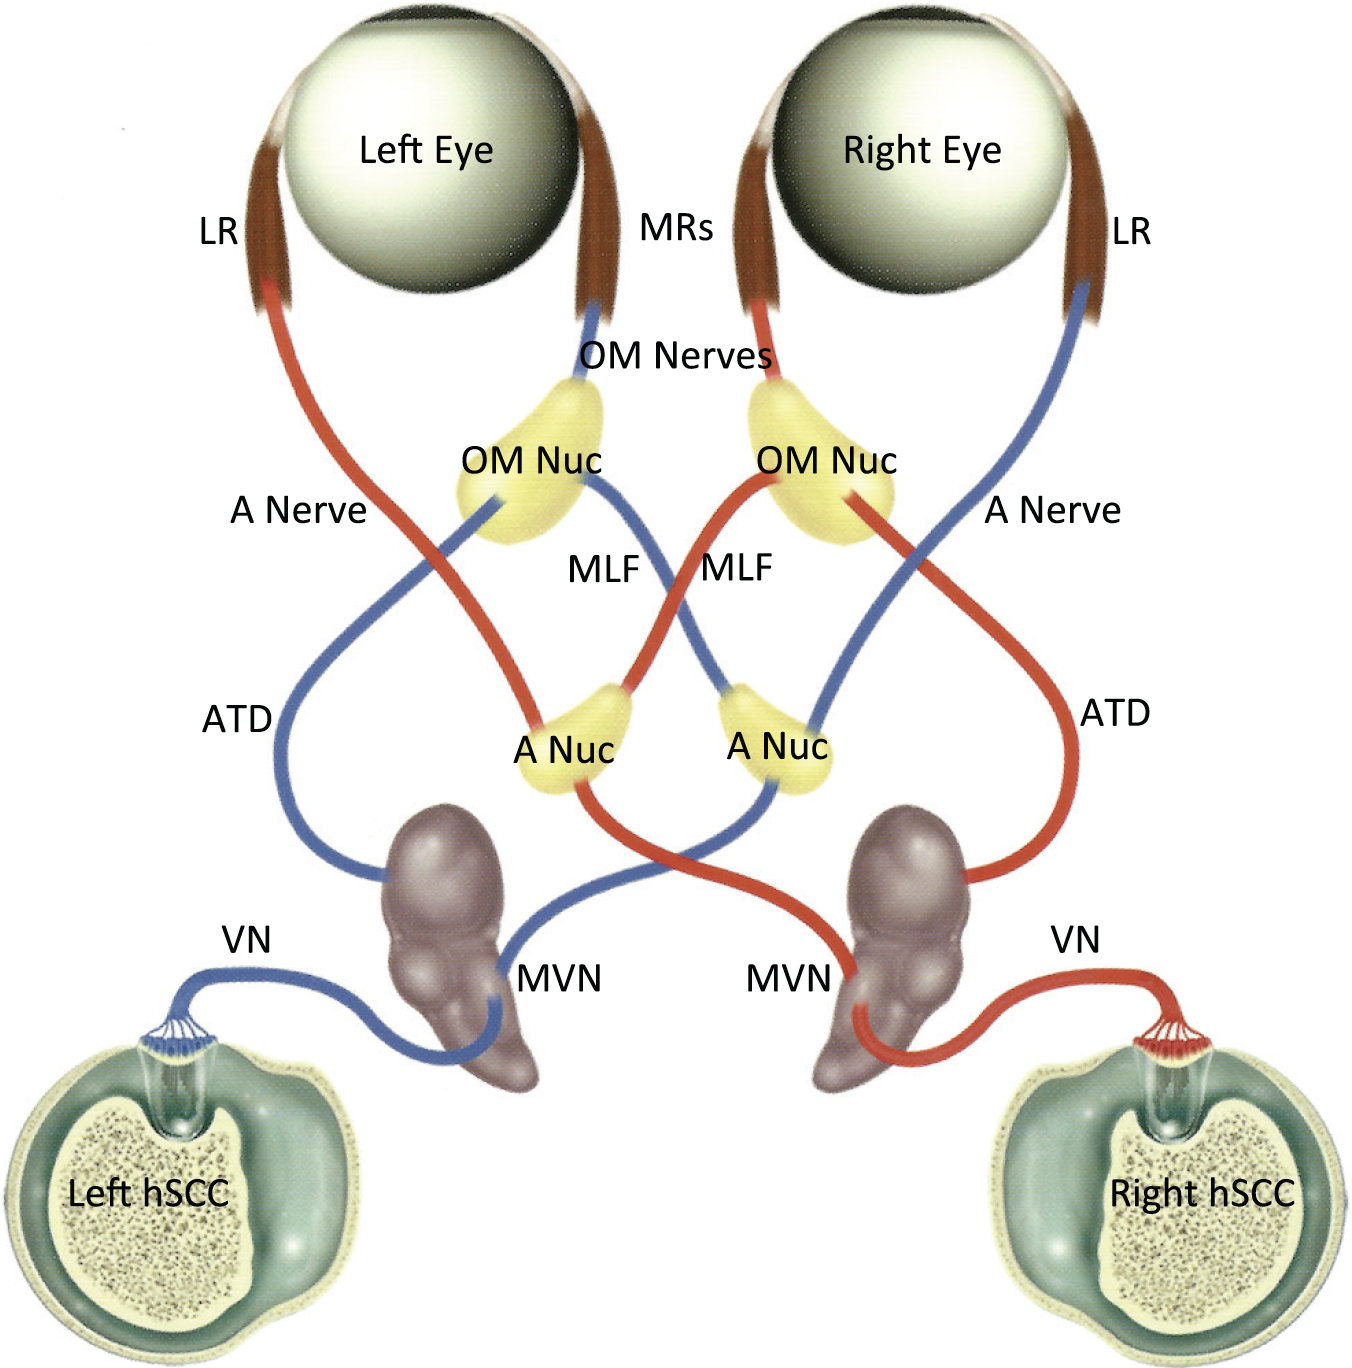 Left Eye
Right Eye
LR
MRs
LR
OM Nerves
OM Nuc
OM Nuc
A Nerve
A Nerve
MLF
MLF
ATD
ATD
A Nuc
A Nuc
VN
VN
MVN
MVN
Left hSCC
Right hSCC